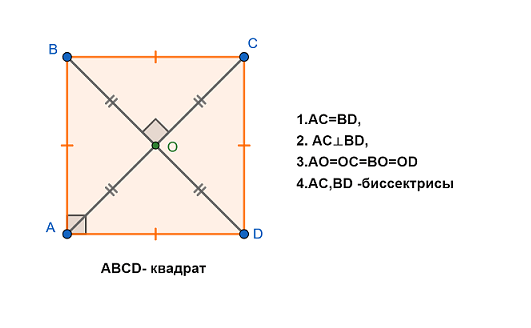 B
C
1.AC=BD,
2. AC⊥BD,
O
3.AO=OC=BO=OD
4.AC,BD -биссектрисы
A
D
ABCD- квадрат